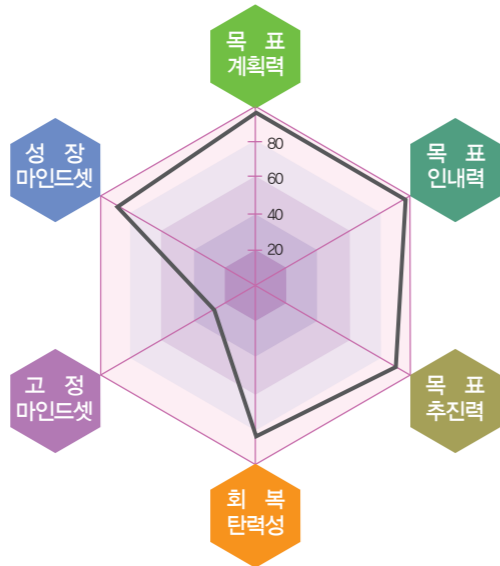 목 표
계획력
성 장
마인드셋
목 표
인내력
80
60
40
20
고 정
마인드셋
목 표
추진력
회 복
탄력성